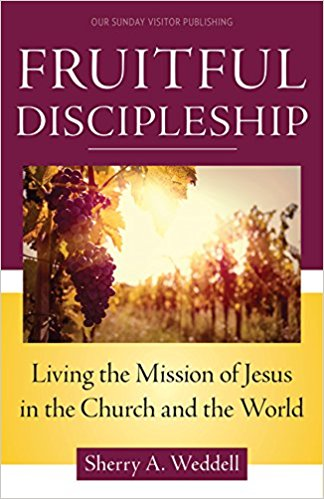 OUR SUNDAY VISITOR PUBLISHING
FRUITFUL
DISCIPLESHIP
Living the Mission of Jesus
in the Church and the World
Sherry A. Weddell